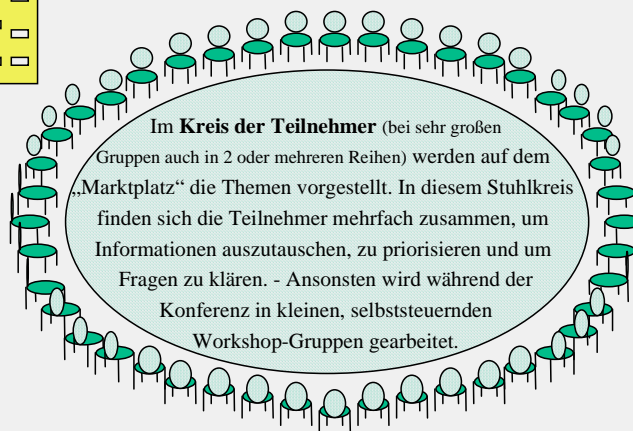 Im Kreis der Teilnehmer (bei sehr großen
Gruppen auch in 2 oder mehreren Reihen) werden auf dem
„Marktplatz“ die Themen vorgestellt. In diesem Stuhlkreis
finden sich die Teilnehmer mehrfach zusammen, um
Informationen auszutauschen, zu priorisieren und um
Fragen zu klären. - Ansonsten wird während der
Konferenz in kleinen, selbststeuernden
Workshop-Gruppen gearbeitet.